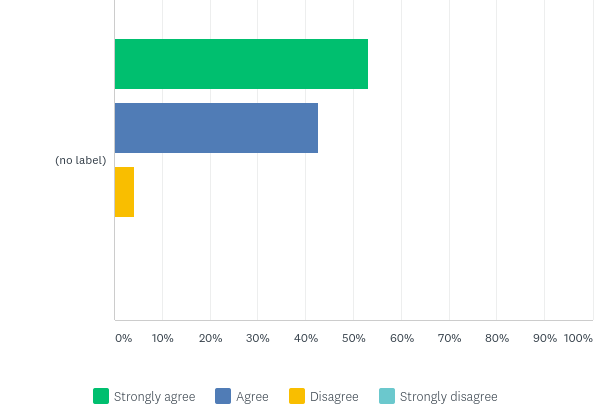 (no label)
0% 10% 20% 30% 40% 50% 60% 70% 80% 90% 100%
Strongly agree Agree Disagree Strongly disagree